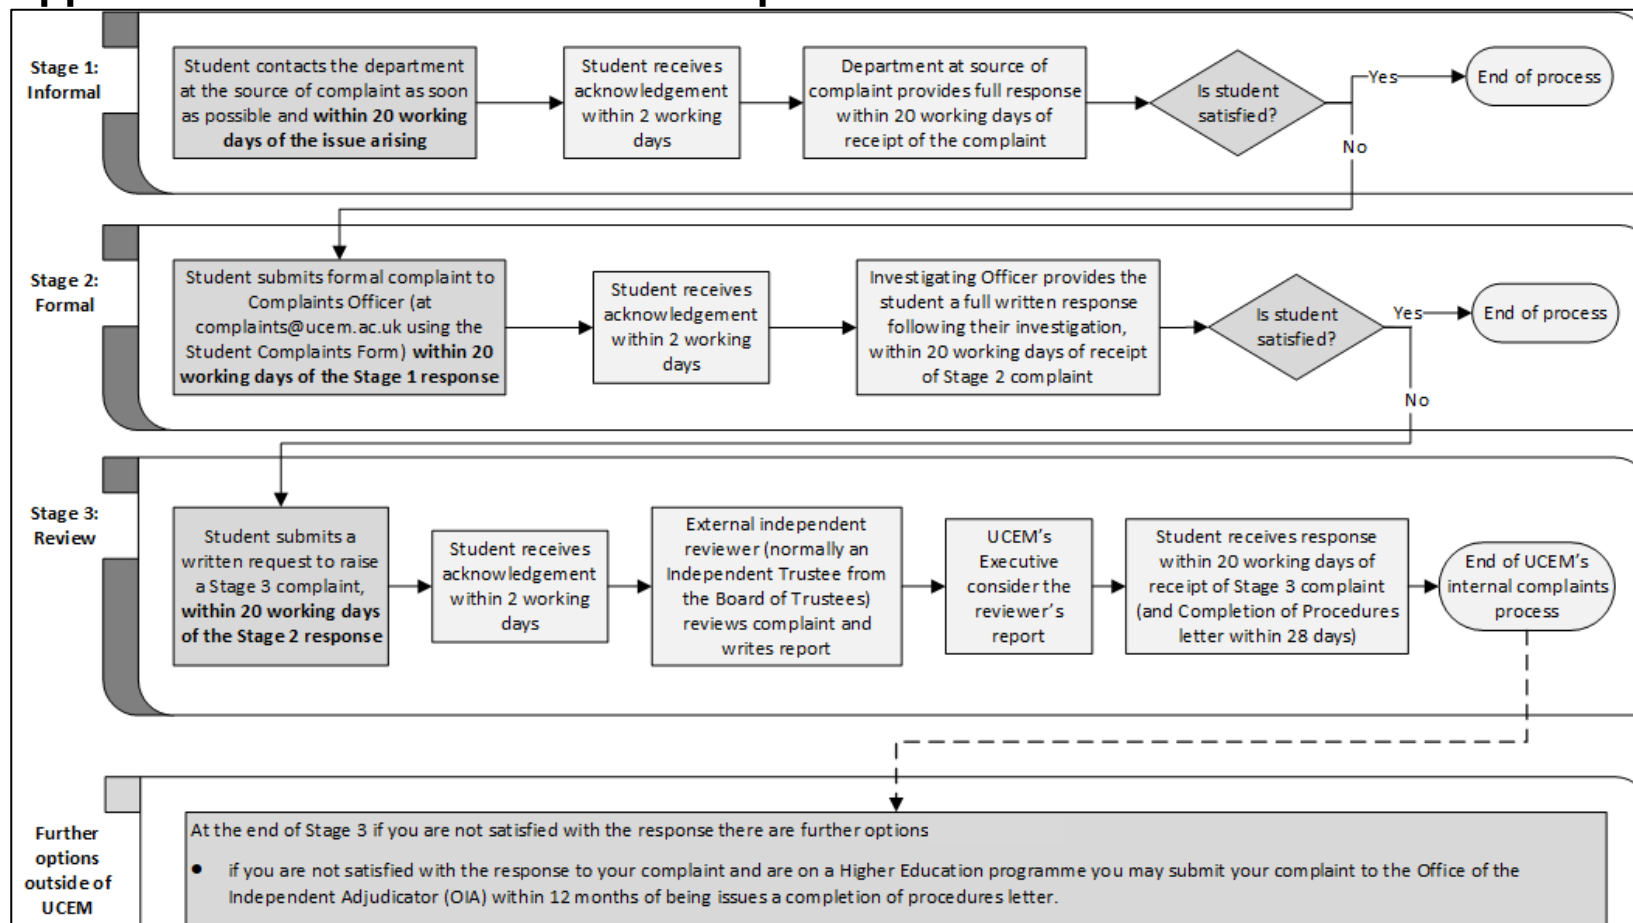 Stage 1:
Informal
Student contacts the department
at the source of complaint as soon
as possible and within 20 working
days of the issue arising
Student receives
acknowledgement
within 2 working
days
Department at source of
complaint provides full response
within 20 working days of
receipt of the complaint
Is student
satisfied?
Yes
End of process
No
Stage 2:
Formal
Student submits formal complaint to
Complaints Officer (at
complaints@ucem.ac.uk using the
Student Complaints Form) within 20
working days of the Stage 1 response
Student receives
acknowledgement
within 2 working
days
Investigating Officer provides the
student a full written response
following their investigation,
within 20 working days of receipt
of Stage 2 complaint
Is student
satisfied?
Yes
End of process
No
Stage 3:
Review
Student submits a
written request to raise
a Stage 3 complaint,
within 20 working days
of the Stage 2 response
Student receives
acknowledgement
within 2 working
days
External independent
reviewer (normally an
Independent Trustee from
the Board of Trustees)
reviews complaint and
writes report
UCEM's
Executive
consider the
reviewer's
report
Student receives response
within 20 working days of
receipt of Stage 3 complaint
(and Completion of Procedures
letter within 28 days)
End of UCEM's
internal complaints
process
Further
options
outside of
UCEM
At the end of Stage 3 if you are not satisfied with the response there are further options
● if you are not satisfied with the response to your complaint and are on a Higher Education programme you may submit your complaint to the Office of the
Independent Adjudicator (OIA) within 12 months of being issues a completion of procedures letter.